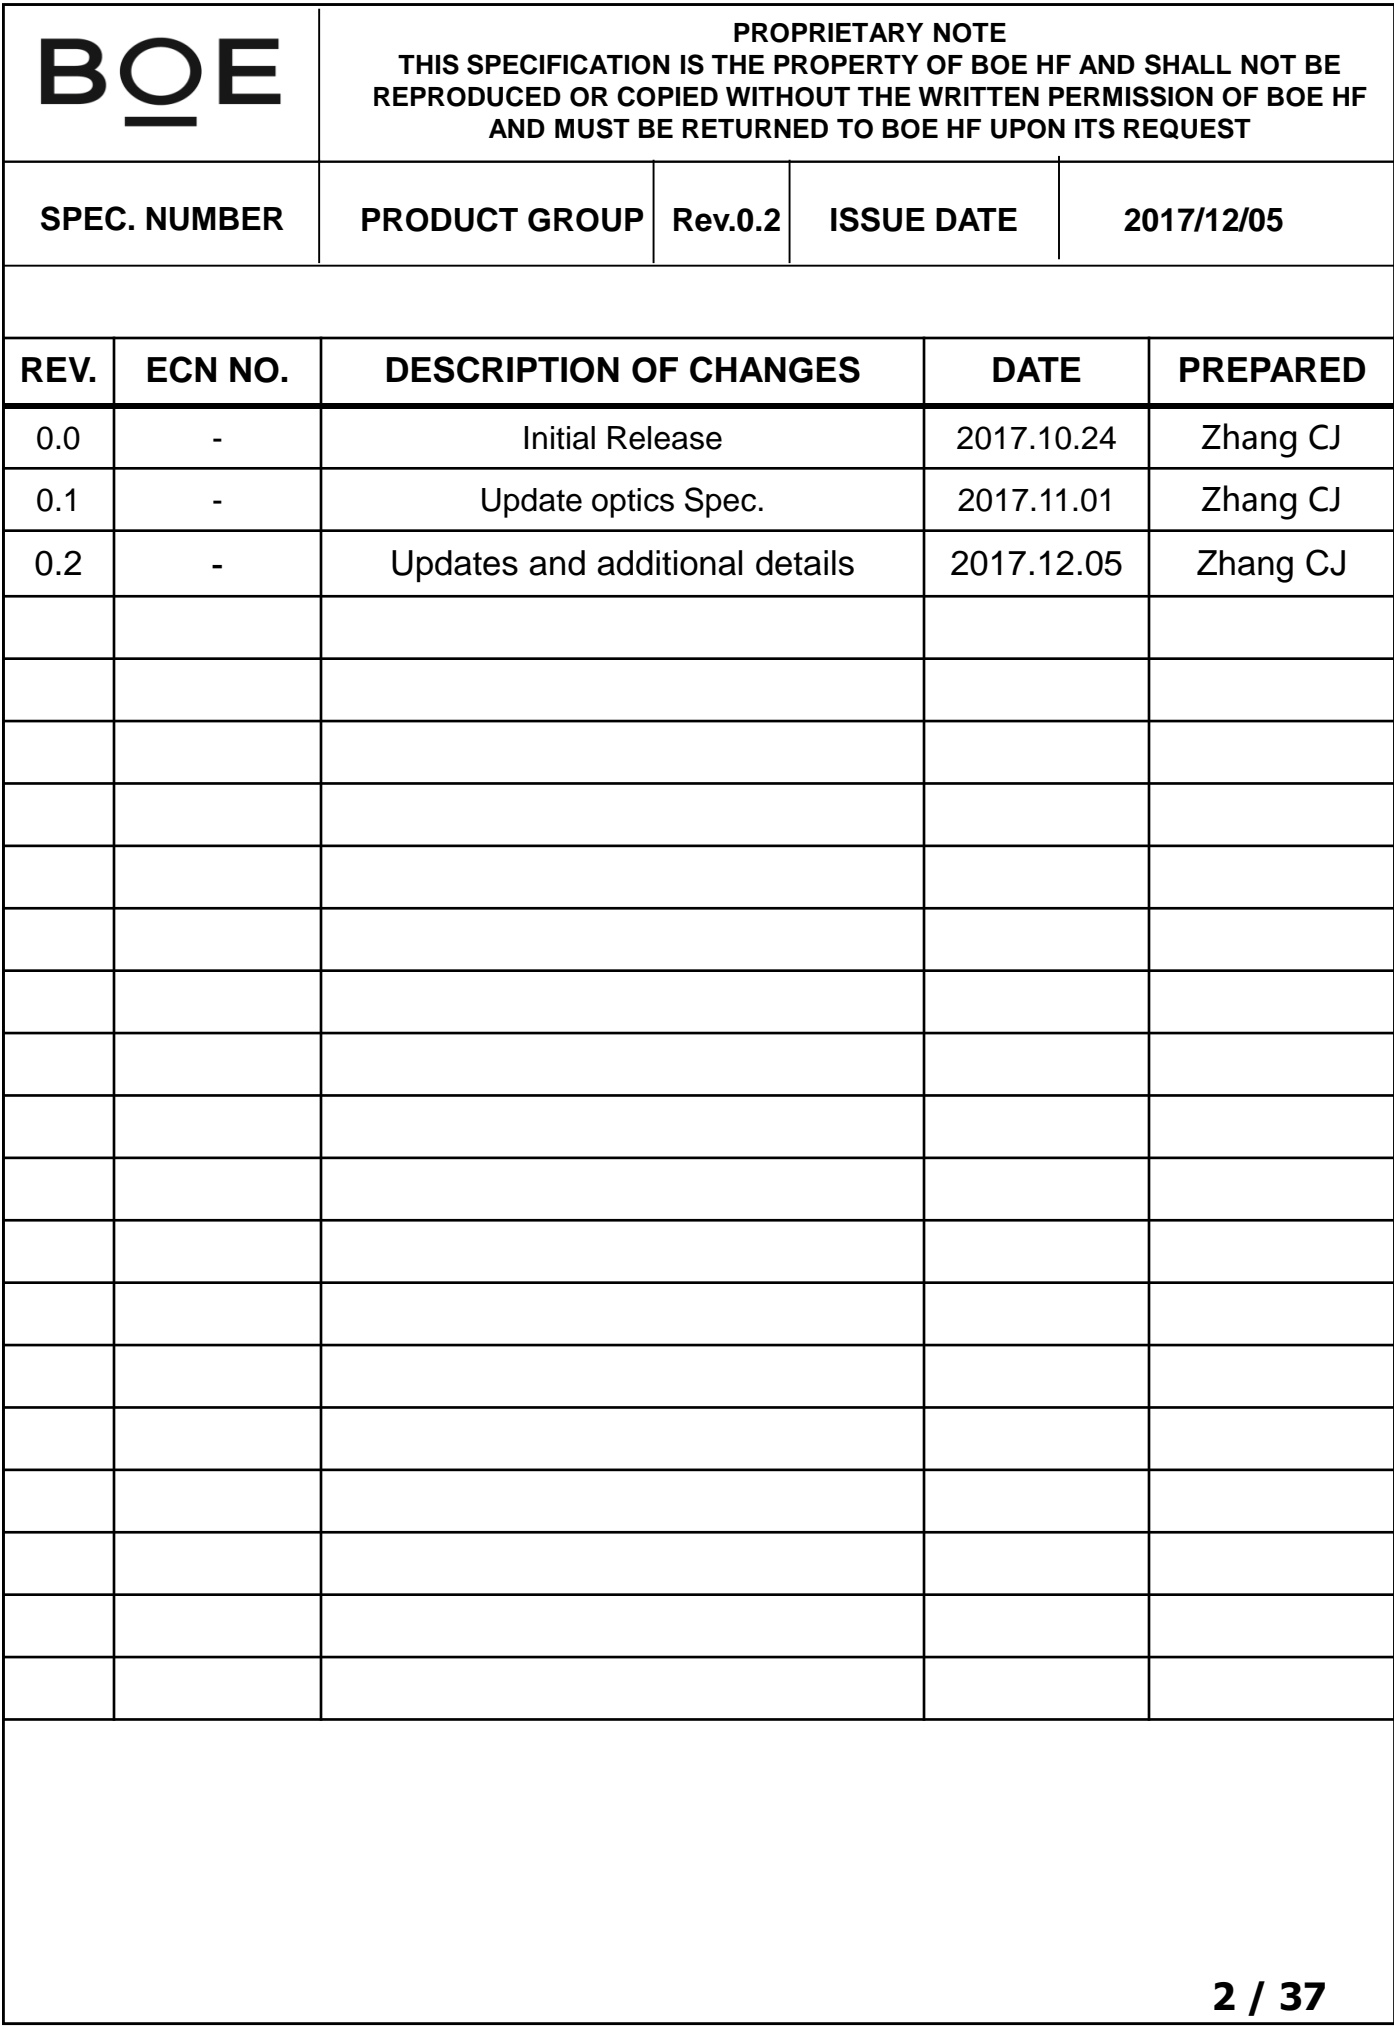 BOE
PROPRIETARY NOTE
THIS SPECIFICATION IS THE PROPERTY OF BOE HF AND SHALL NOT BE
REPRODUCED OR COPIED WITHOUT THE WRITTEN PERMISSION OF BOE HF
AND MUST BE RETURNED TO BOE HF UPON ITS REQUEST
SPEC. NUMBER PRODUCT GROUP Rev.0.2 ISSUE DATE 2017/12/05
REV. ECN NO. DESCRIPTION OF CHANGES DATE PREPARED
0.0 - Initial Release 2017.10.24 Zhang CJ
0.1 - Update optics Spec. 2017.11.01 Zhang CJ
0.2 - Updates and additional details 2017.12.05 Zhang CJ
2 / 37